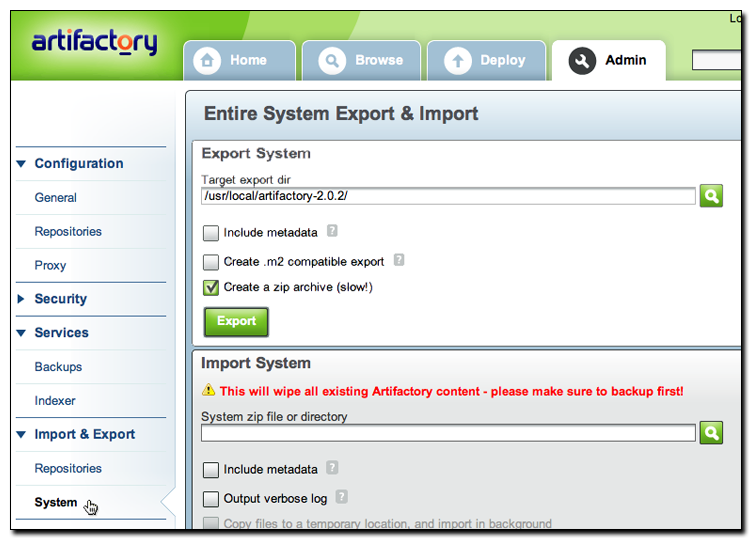 Lo
artifactory
Home
Browse
Deploy
Admin
Entire System Export & Import
Configuration
General
Repositories
Proxy
Security
Services
Backups
Indexer
Import & Export
Repositories
System
Export System
Target export dir
/usr/local/artifactory-2.0.2/
Include metadata ?
Create .m2 compatible export ?
Create a zip archive (slow!)
Export
Import System
This will wipe all existing Artifactory content - please make sure to backup first!
System zip file or directory
Include metadata ?
Output verbose log ?
Copy files to a temporary location, and import in background